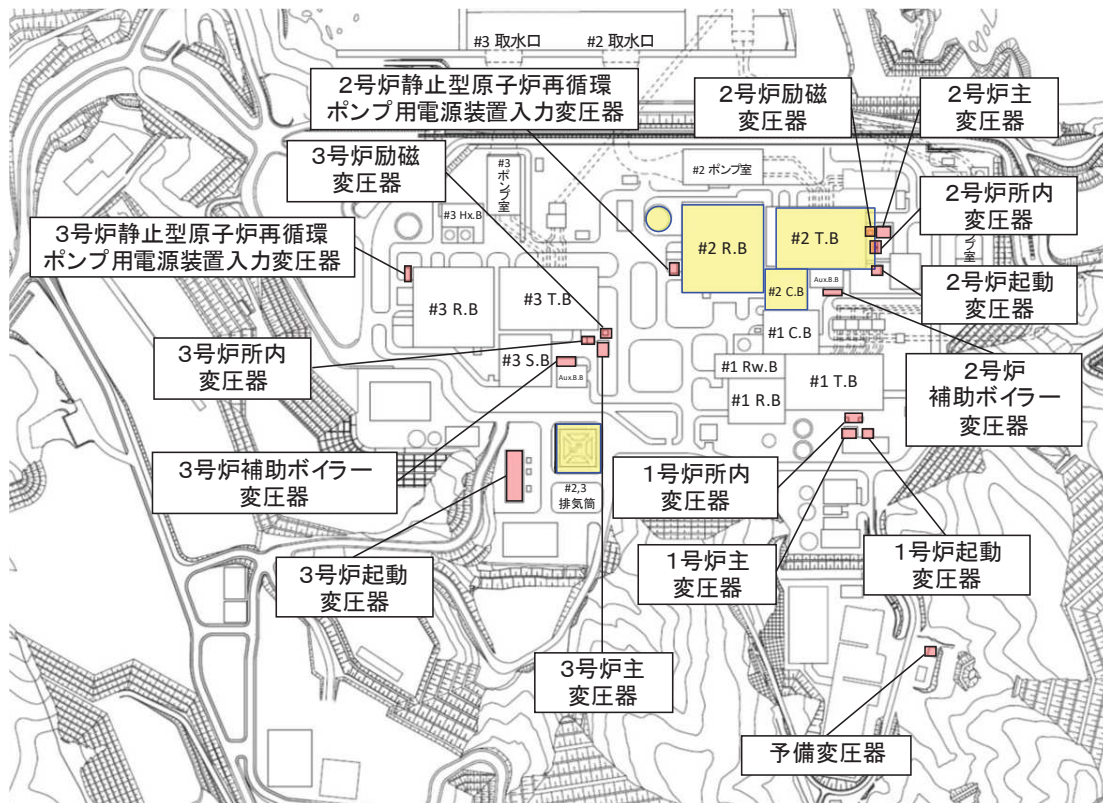 #3 取水口
#2 取水口
2号炉静止型原子炉再循環
ポンプ用電源装置入力変圧器
2号炉励磁
変圧器
2号炉主
変圧器
3号炉励磁
変圧器
#3
ポンプ室
#2 ポンプ室
2号炉所内
変圧器
#3 Hx.B
3号炉静止型原子炉再循環
ポンプ用電源装置入力変圧器
#2 R.B
#2 T.B
プ室
#3 R.B
#3 T.B
#2 C.B
Aux.B.B
2号炉起動
変圧器
#1 C.B
3号炉所内
変圧器
#3 S.B
Aux.B.B
#1 Rw.B
#1 T.B
#1 R.B
2号炉
補助ボイラー
変圧器
3号炉補助ボイラー
変圧器
#2,3
排気筒
1号炉所内
変圧器
3号炉起動
変圧器
1号炉主
変圧器
1号炉起動
変圧器
3号炉主
変圧器
予備変圧器